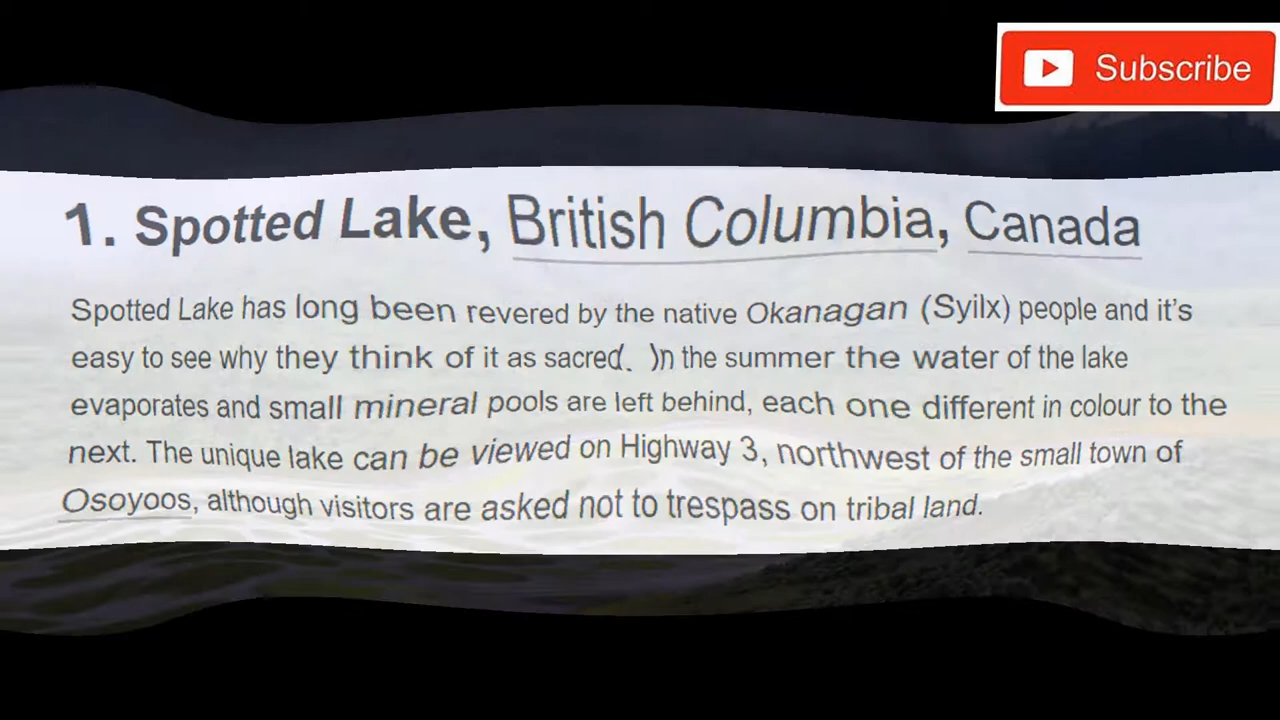 Subscribe
1. Spotted Lake, British Columbia, Canada
Spotted Lake has long been revered by the native Okanagan (Syilx) people and it's
easy to see why they think of it as sacred. In the summer the water of the lake
evaporates and small mineral pools are left behind, each one different in colour to the
next. The unique lake can be viewed on Highway 3, northwest of the small town of
Osoyoos, although visitors are asked not to trespass on tribal land.